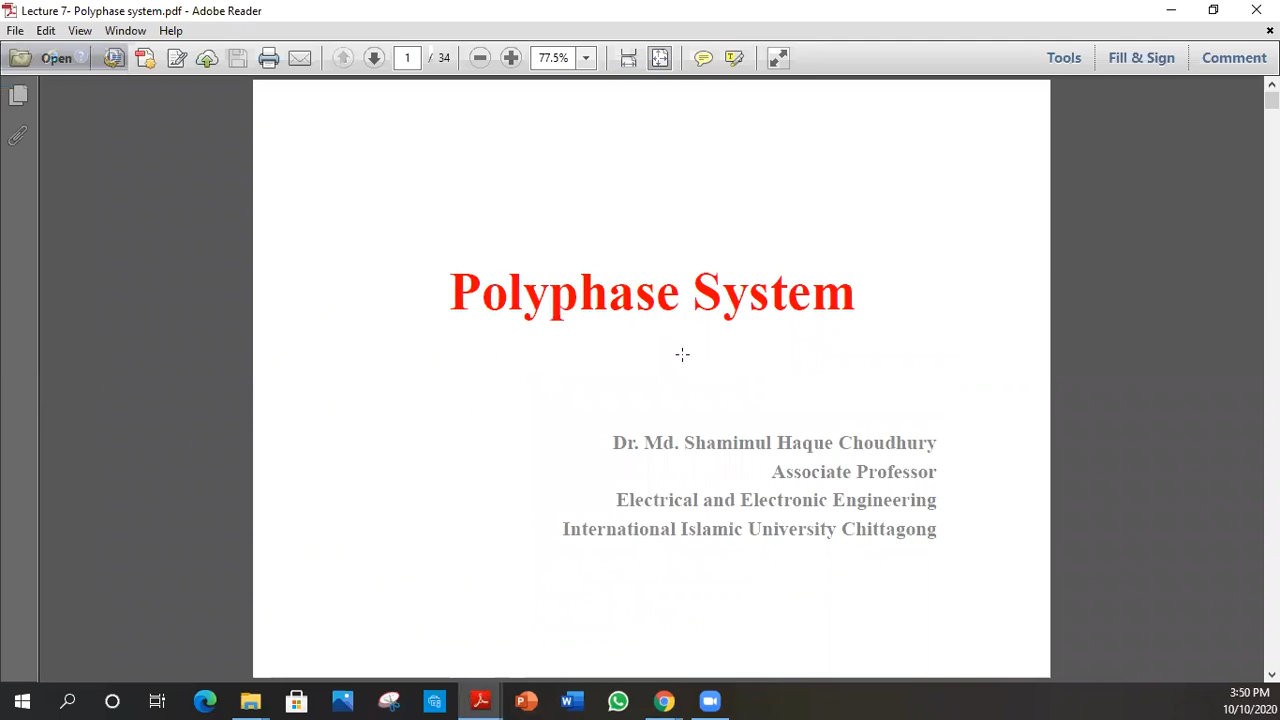 Lecture 7- Polyphase system.pdf - Adobe Reader
File Edit View Window Help
Open 1 / 34 77.5% Tools Fill & Sign Comment
Polyphase System
Dr. Md. Shamimul Haque Choudhury
Associate Professor
Electrical and Electronic Engineering
International Islamic University Chittagong
3:50 PM
10/10/2020